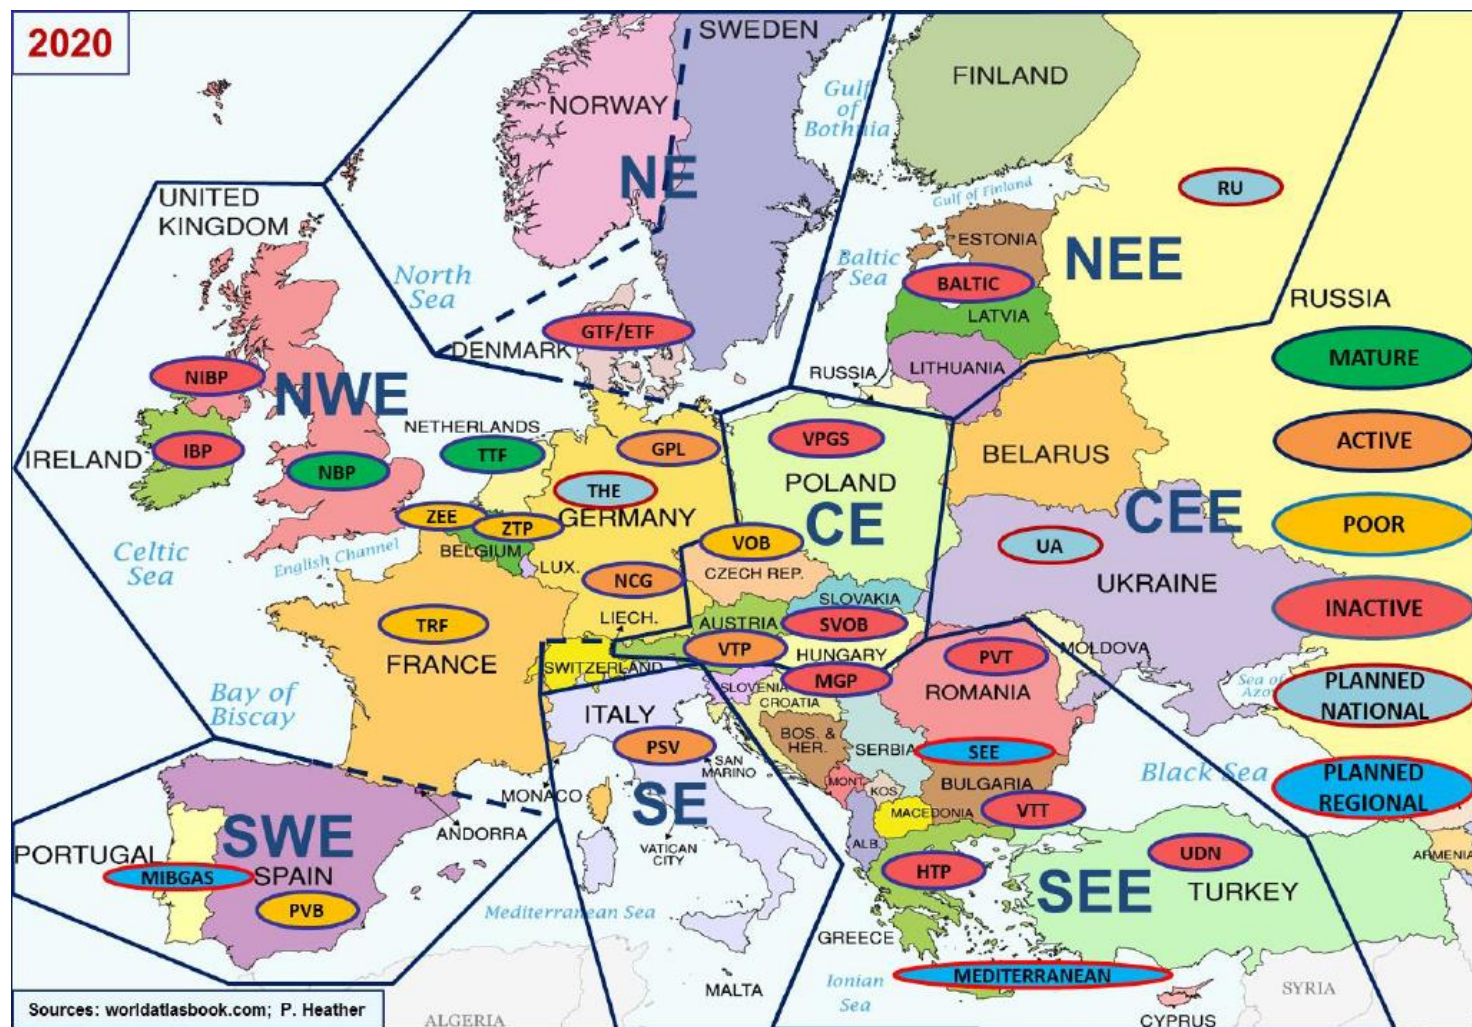 2020
SWEDEN
FINLAND
NORWAY
Gulf
of
Bothnia
NE
RU
UNITED
KINGDOM
Gulf of Finland
ESTONIA
NEE
North
Sea
Baltic
Sea
BALTIC
LATVIA
RUSSIA
GTF/ETF
DENMARK
RUSSIA
LITHUANIA
MATURE
NIBP
NWE
NETHERLANDS
IRELAND
IBP
NBP
TTF
GPL
VPGS
BELARUS
ACTIVE
THE
GERMANY
POLAND
CE
CEE
ZEE
ZTP
BELGIUM
POOR
Celtic
Sea
English Channel
LUX.
VOB
CZECH REP.
UA
UKRAINE
NCG
SLOVAKIA
TRF
FRANCE
LIECH.
AUSTRIA
SVOB
INACTIVE
SWITZERLAND
VTP
HUNGARY
MGP
PVT
MOLDOVA
ROMANIA
Bay of
Biscay
SLOVENIA
CROATIA
Sea of
Azov
PLANNED
NATIONAL
ITALY
PSV
SAN
MARINO
BOS. &
HER.
SERBIA
SEE
BULGARIA
Black Sea
PLANNED
REGIONAL
MONACO
SE
MONT.
KOS.
MACEDONIA
VTT
ANDORRA
SWE
PORTUGAL
MIBGAS
SPAIN
PVB
VATICAN
CITY
ALB.
HTP
UDN
TURKEY
ARMENIA
SEE
Mediterranean Sea
GREECE
Ionian
Sea
MEDITERRANEAN
MALTA
SYRIA
CYPRUS
ALGERIA
Sources: worldatlasbook.com; P. Heather